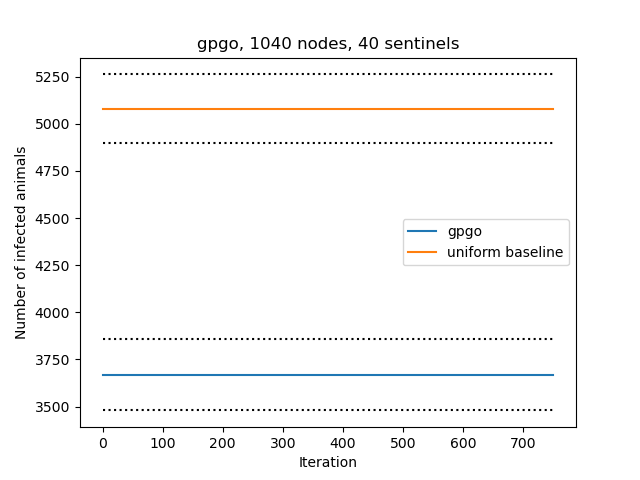 gpgo, 1040 nodes, 40 sentinels
5250
5000
4750
4500
4250
4000
3750
3500
Number of infected animals
gpgo
uniform baseline
0 100 200 300 400 500 600 700
Iteration